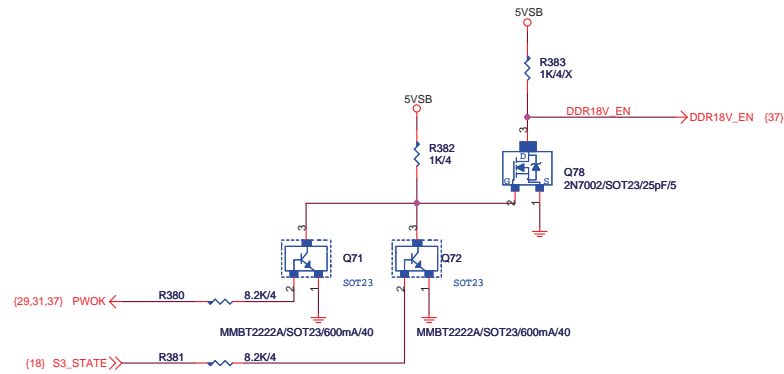 5VSB
R383
1K/4/X
5VSB
DDR18V_EN
DDR18V_EN {37}
3
R382
1K/4
D
G
S
Q78
2N7002/SOT23/25pF/5
2
1
3
Q71
SOT23
3
Q72
SOT23
2
1
2
1
{29,31,37} PWOK
R380
8.2K/4
MMBT2222A/SOT23/600mA/40
MMBT2222A/SOT23/600mA/40
{18} S3_STATE
R381
8.2K/4